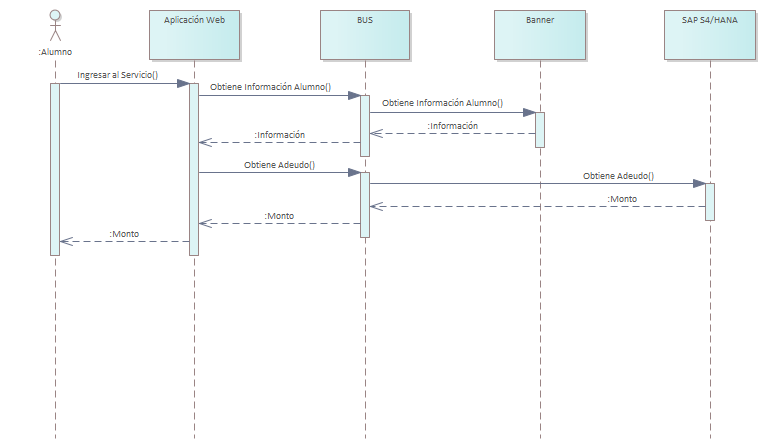 Aplicación Web
BUS
Banner
SAP S4/HANA
:Alumno
Ingresar al Servicio()
Obtiene Información Alumno()
Obtiene Información Alumno()
:Información
:Información
Obtiene Adeudo()
Obtiene Adeudo()
:Monto
:Monto
:Monto